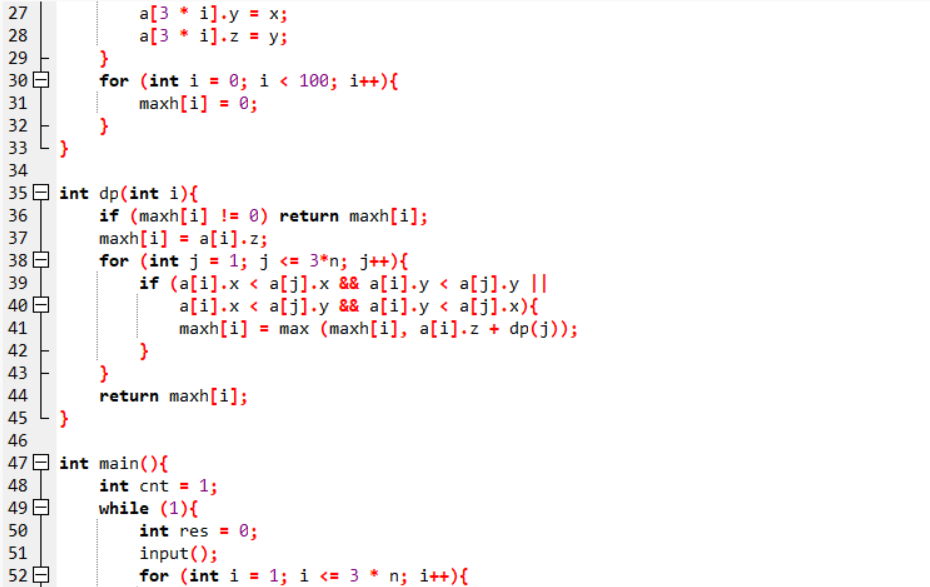 27 a[3 * i].y = x;
28 a[3 * i].z = y;
29 }
30 for (int i = 0; i < 100; i++){
31 maxh[i] = 0;
32 }
33 }
34
35 int dp(int i){
36 if (maxh[i] != 0) return maxh[i];
37 maxh[i] = a[i].z;
38 for (int j = 1; j <= 3*n; j++){
39 if (a[i].x < a[j].x && a[i].y < a[j].y ||
40 a[i].x < a[j].y && a[i].y < a[j].x){
41 maxh[i] = max (maxh[i], a[i].z + dp(j));
42 }
43 }
44 return maxh[i];
45 }
46
47 int main(){
48 int cnt = 1;
49 while (1){
50 int res = 0;
51 input();
52 for (int i = 1; i <= 3 * n; i++){